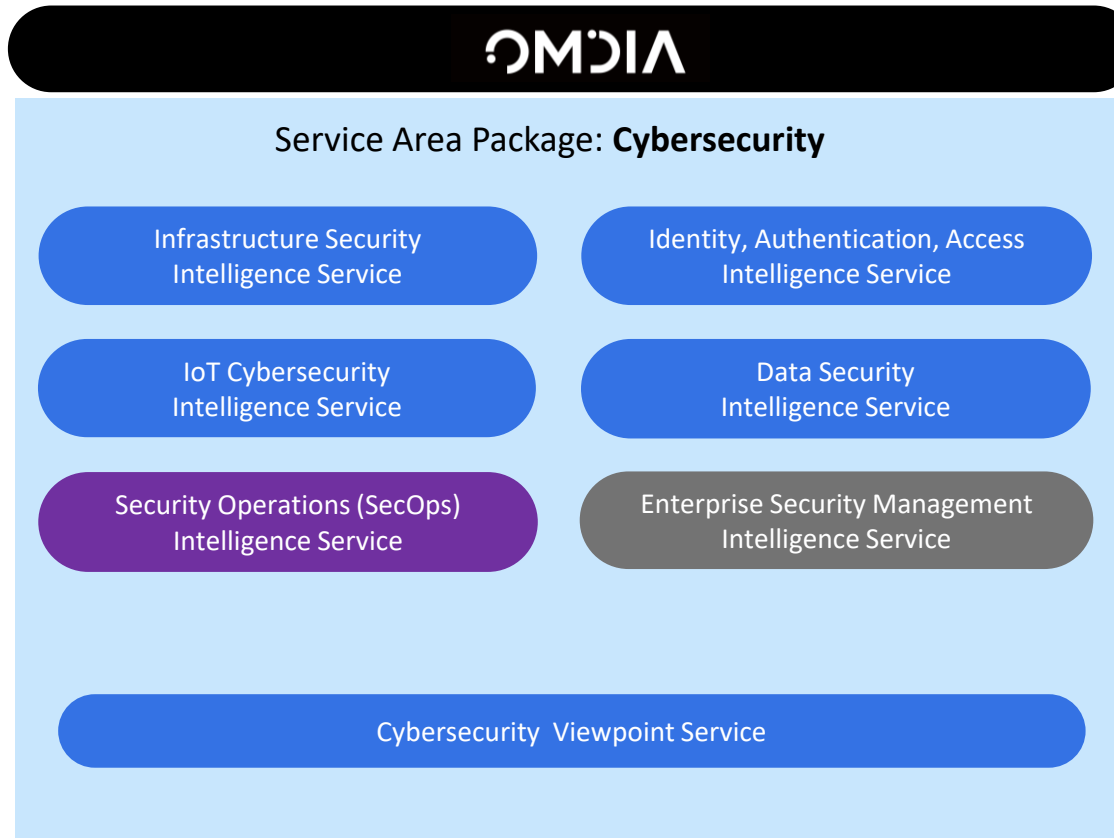 OMDIA
Service Area Package: Cybersecurity
Infrastructure Security
Intelligence Service
Identity, Authentication, Access
Intelligence Service
IoT Cybersecurity
Intelligence Service
Data Security
Intelligence Service
Security Operations (SecOps)
Intelligence Service
Enterprise Security Management
Intelligence Service
Cybersecurity  Viewpoint Service